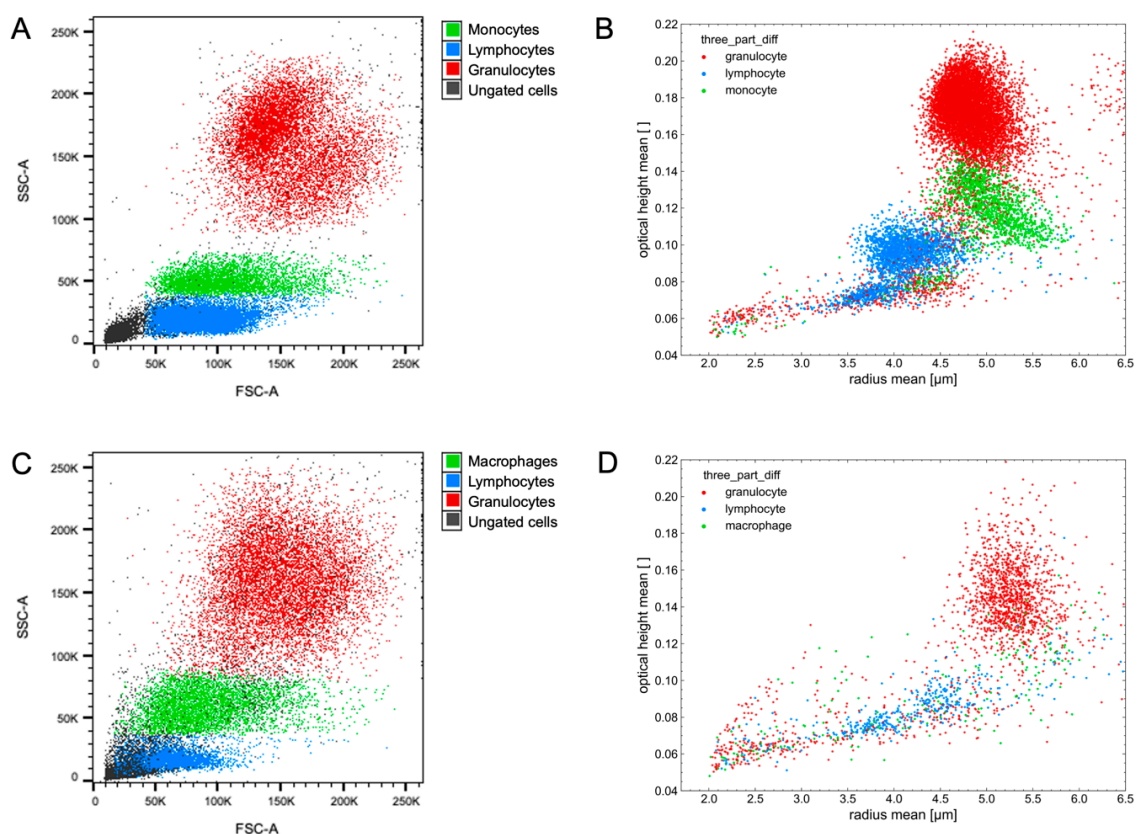 A
250K
200K
150K
100K
50K
0
SSC-A
0
50K
100K
150K
200K
250K
FSC-A
Monocytes
Lymphocytes
Granulocytes
Ungated cells
B
0.22
0.20
0.18
0.16
0.14
0.12
0.10
0.08
0.06
0.04
optical height mean [ ]
three_part_diff
granulocyte
lymphocyte
monocyte
2.0
2.5
3.0
3.5
4.0
4.5
5.0
5.5
6.0
6.5
radius mean [µm]
C
250K
200K
150K
100K
50K
0
SSC-A
0
50K
100K
150K
200K
250K
FSC-A
Macrophages
Lymphocytes
Granulocytes
Ungated cells
D
0.22
0.20
0.18
0.16
0.14
0.12
0.10
0.08
0.06
0.04
optical height mean [ ]
three_part_diff
granulocyte
lymphocyte
macrophage
2.0
2.5
3.0
3.5
4.0
4.5
5.0
5.5
6.0
6.5
radius mean [µm]